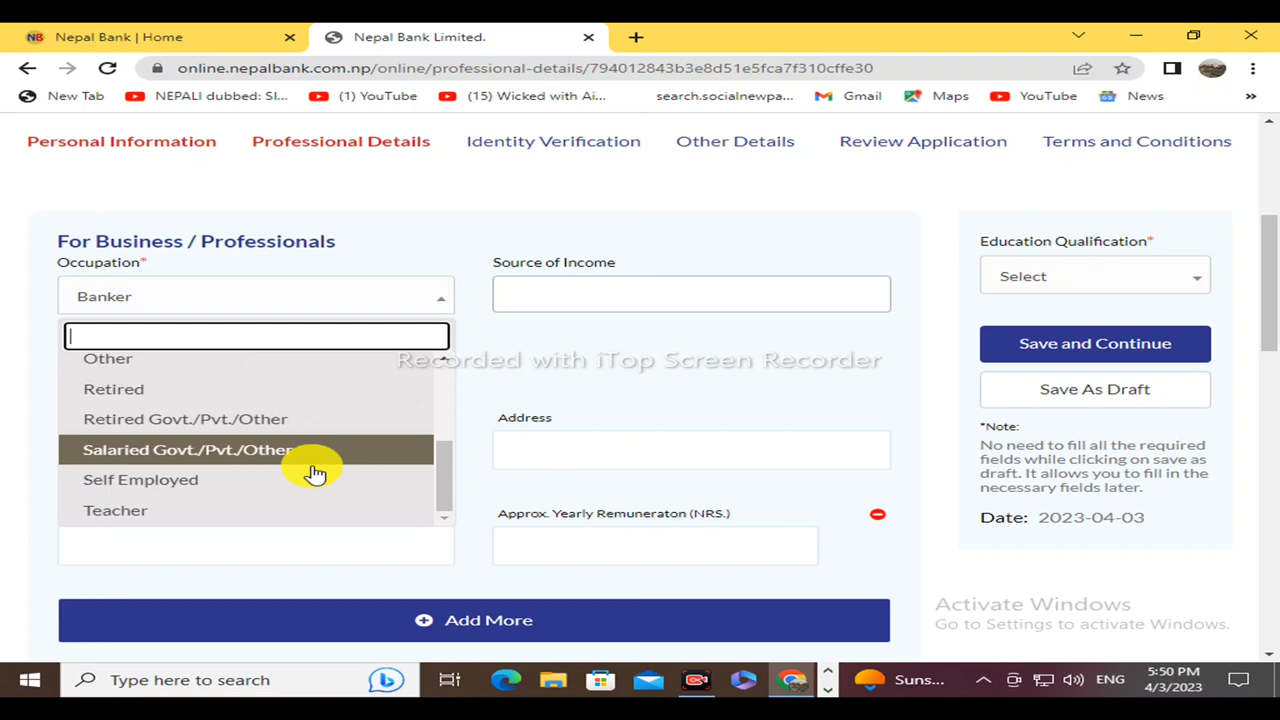 NB Nepal Bank | Home
Nepal Bank Limited.
online.nepalbank.com.np/online/professional-details/794012843b3e8d51e5fca7f310cffe30
New Tab
NEPALI dubbed: SI...
(1) YouTube
(15) Wicked with Ai...
search.socialnewpa...
Gmail
Maps
YouTube
News
»
Personal Information
Professional Details
Identity Verification
Other Details
Review Application
Terms and Conditions
For Business / Professionals
Occupation*
Banker
Other
Retired
Retired Govt./Pvt./Other
Salaried Govt./Pvt./Other
Self Employed
Teacher
Source of Income
Recorded with iTop Screen Recorder
Address
Approx. Yearly Remuneraton (NRS.)
Add More
Education Qualification*
Select
Save and Continue
Save As Draft
*Note:
No need to fill all the required
fields while clicking on save as
draft. It allows you to fill in the
necessary fields later.
Date: 2023-04-03
Activate Windows
Go to Settings to activate Windows.
Type here to search
Suns...
ENG
5:50 PM
4/3/2023